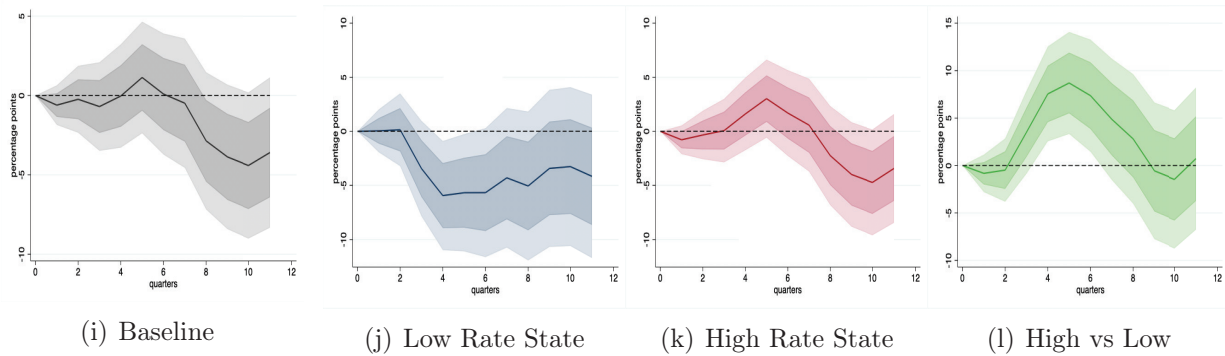 5
0
-5
-10
percentage points
0 2 4 6 8 10 12
quarters
(i) Baseline
10
5
0
-5
-10
percentage points
0 2 4 6 8 10 12
quarters
(j) Low Rate State
10
5
0
-5
-10
percentage points
0 2 4 6 8 10 12
quarters
(k) High Rate State
15
10
5
0
-5
-10
percentage points
0 2 4 6 8 10 12
quarters
(l) High vs Low